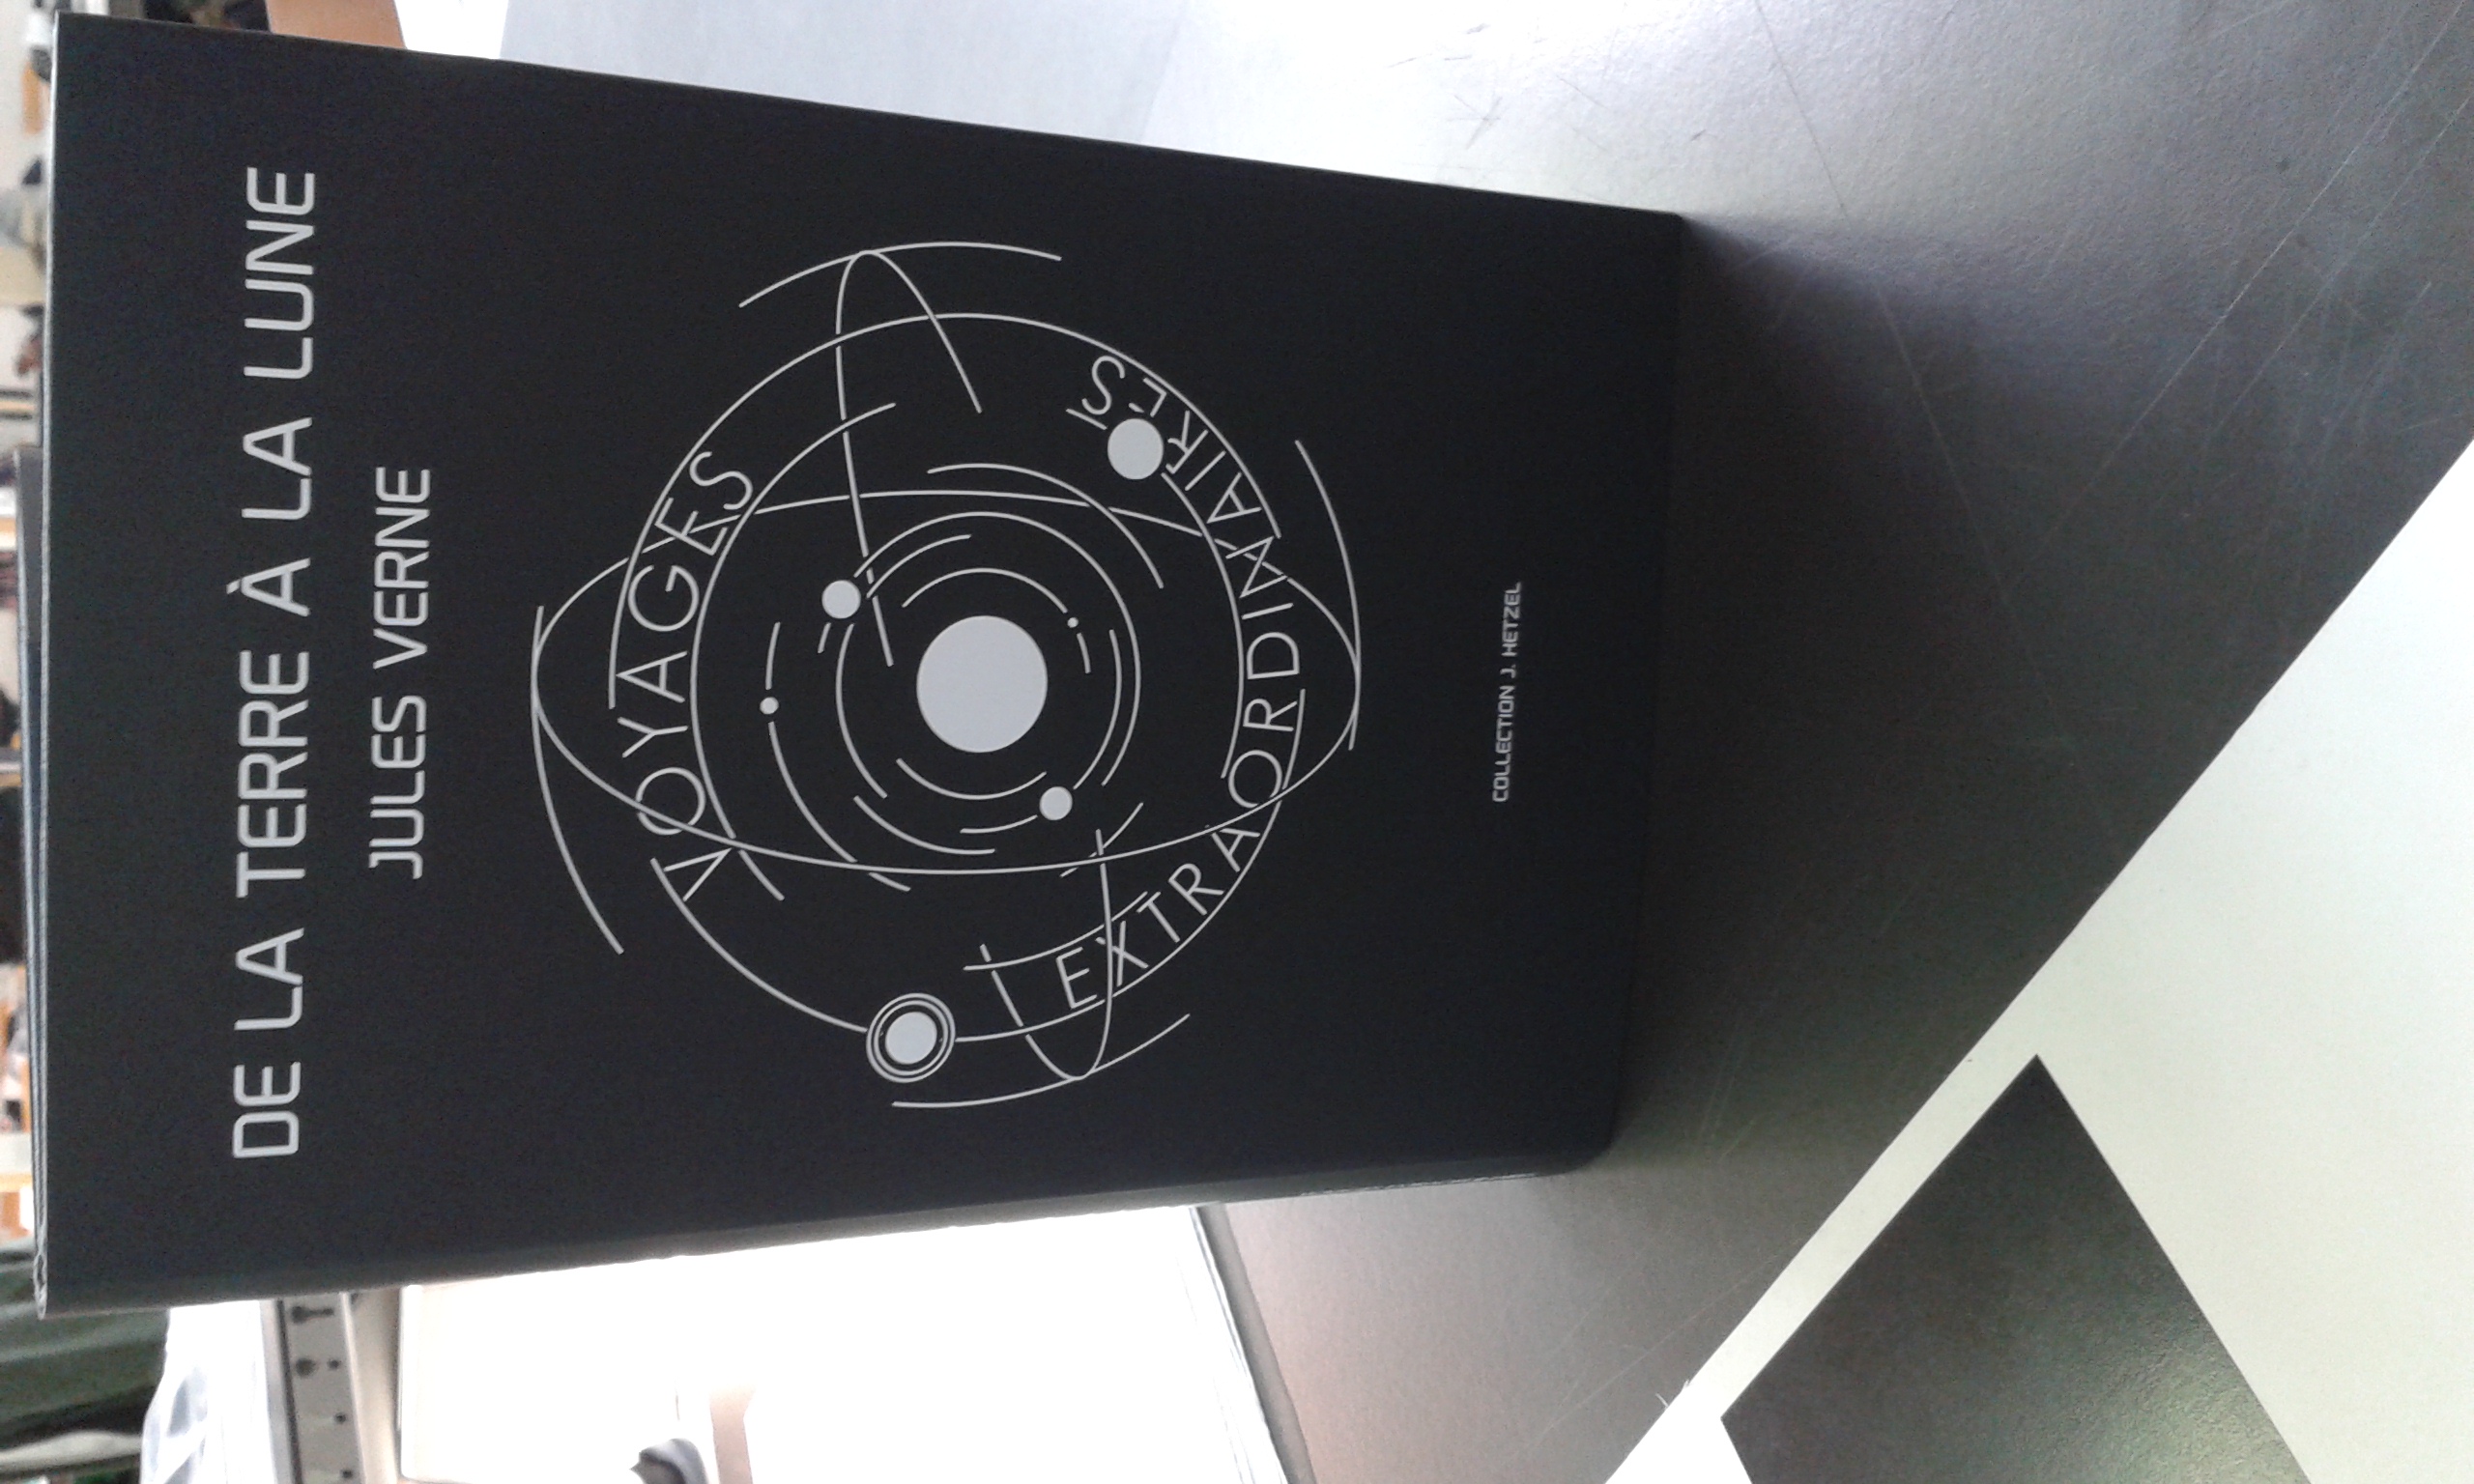 DE LA TERRE À LA LUNE
JULES VERNE
VOYAGES
EXTRAORDINAIRES
COLLECTION J. HETZEL